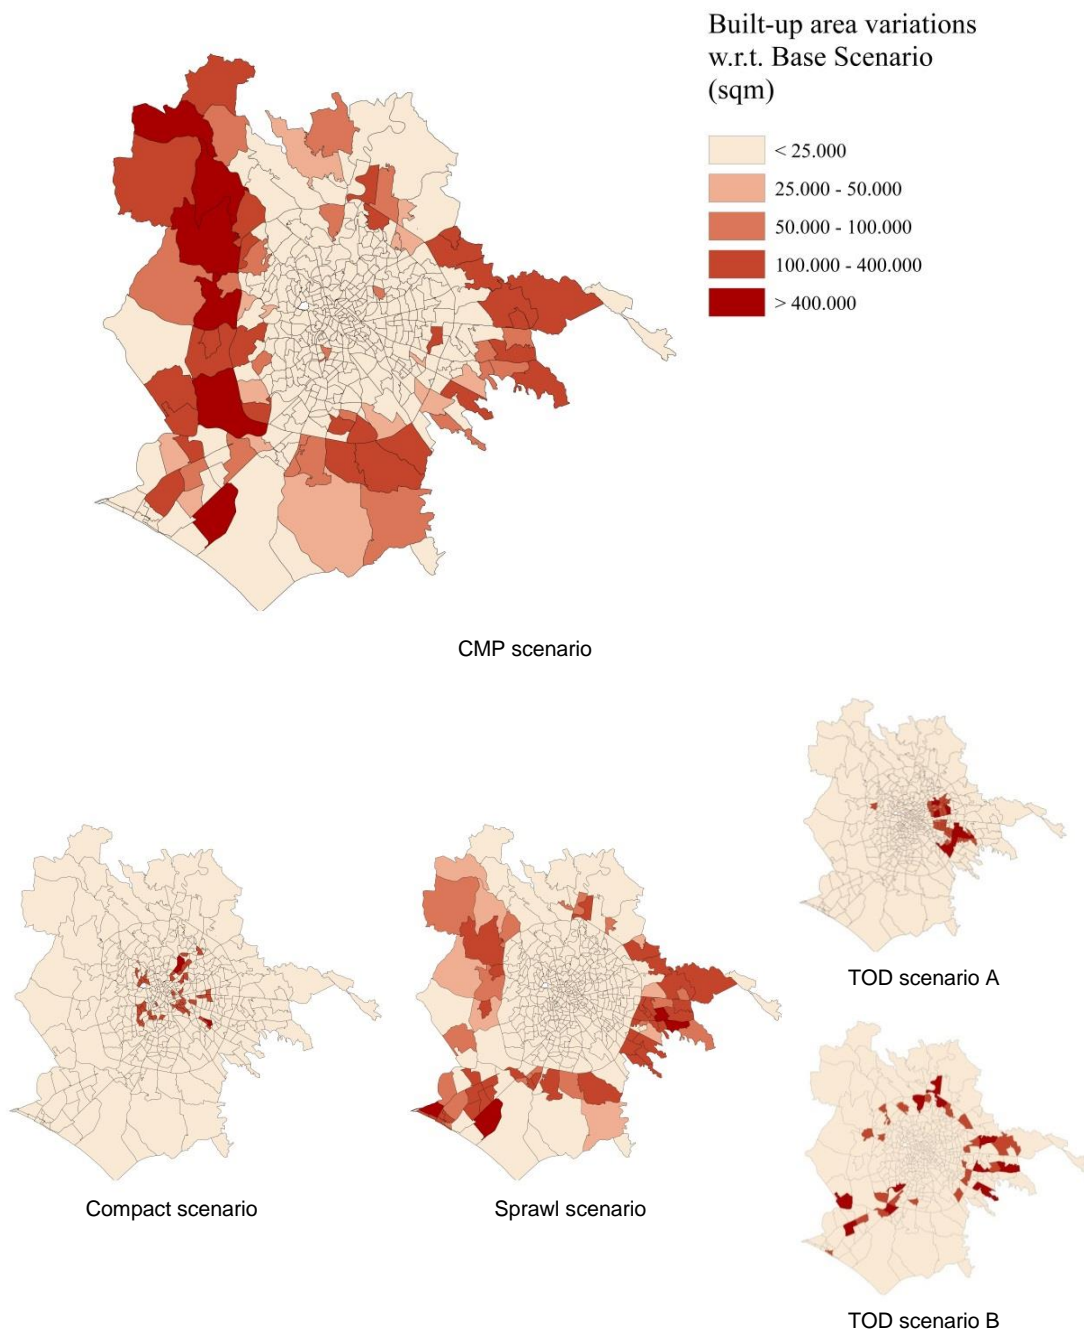 Built-up area variations
w.r.t. Base Scenario
(sqm)
< 25.000
25.000 - 50.000
50.000 - 100.000
100.000 - 400.000
> 400.000
CMP scenario
Compact scenario
Sprawl scenario
TOD scenario A
TOD scenario B